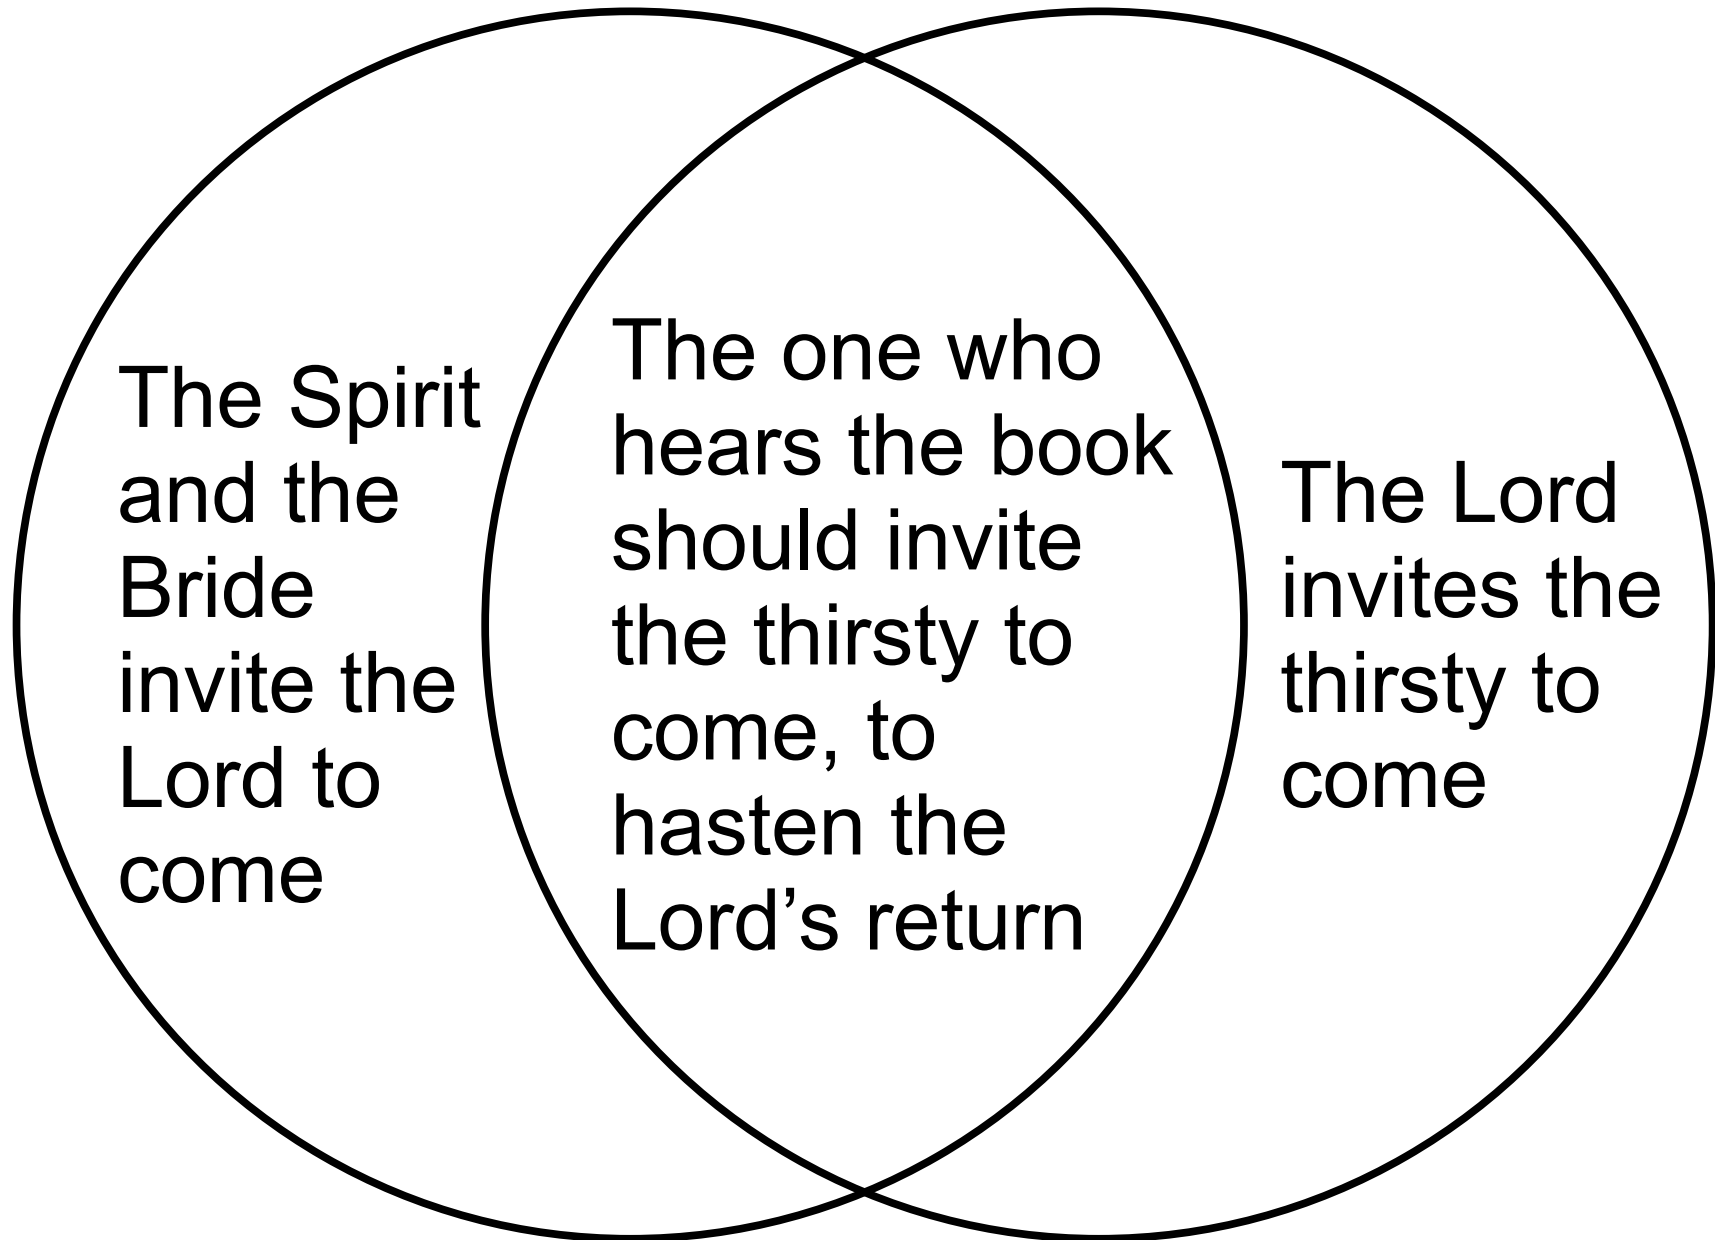 The Spirit
and the
Bride
invite the
Lord to
come
The one who
hears the book
should invite
the thirsty to
come, to
hasten the
Lord’s return
The Lord
invites the
thirsty to
come